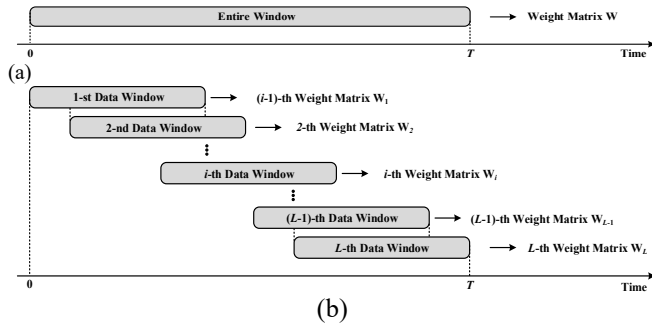 Entire Window Weight Matrix W
0 T Time
(a)
1-st Data Window (i-1)-th Weight Matrix W1
2-nd Data Window 2-th Weight Matrix W2
i-th Data Window i-th Weight Matrix Wi
(L-1)-th Data Window (L-1)-th Weight Matrix WL-1
L-th Data Window L-th Weight Matrix WL
0 T Time
(b)